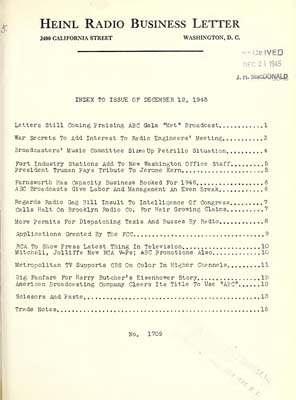 HEINL RADIO BUSINESS LETTER
2400 CALIFORNIA STREET WASHINGTON, D. C.
RECEIVED
DEC 21 1945
J. H. MacDONALD
INDEX TO ISSUE OF DECEMBER 12, 1945
Letters Still Coming Praising ABC Gala "Met" Broadcast...........1
War Secrets To Add Interest To Radio Engineers' Meeting..........3
Broadcasters' Music Committee Sizes Up Petrillo Situation........4
Fort Industry Stations Add To New Washington Office Staff........5
President Truman Pays Tribute To Jerome Kern.....................5
Farnsworth Has Capacity Business Booked For 1946.................6
ABC Broadcasts Give Labor And Management An Even Break...........6
Regards Radio Gag Bill Insult To Intelligence Of Congress........7
Calls Halt On Brooklyn Radio Co. For Hair Growing Claims.........7
More Permits For Dispatching Taxis And Busses By Radio...........8
Applications Granted By The FCC..................................9
RCA To Show Press Latest Thing In Television....................10
Mitchell, Jolliffe New RCA V-Ps; ABC Promotions Also............10
Metropolitan TV Supports CBS On Color In Higher Channels........11
Big Fanfare For Harry Butcher's Eisenhower Story................12
American Broadcasting Company Clears Its Title To Use "ABC".....12
Scissors And Paste..............................................13
Trade Notes.....................................................15
No. 1709